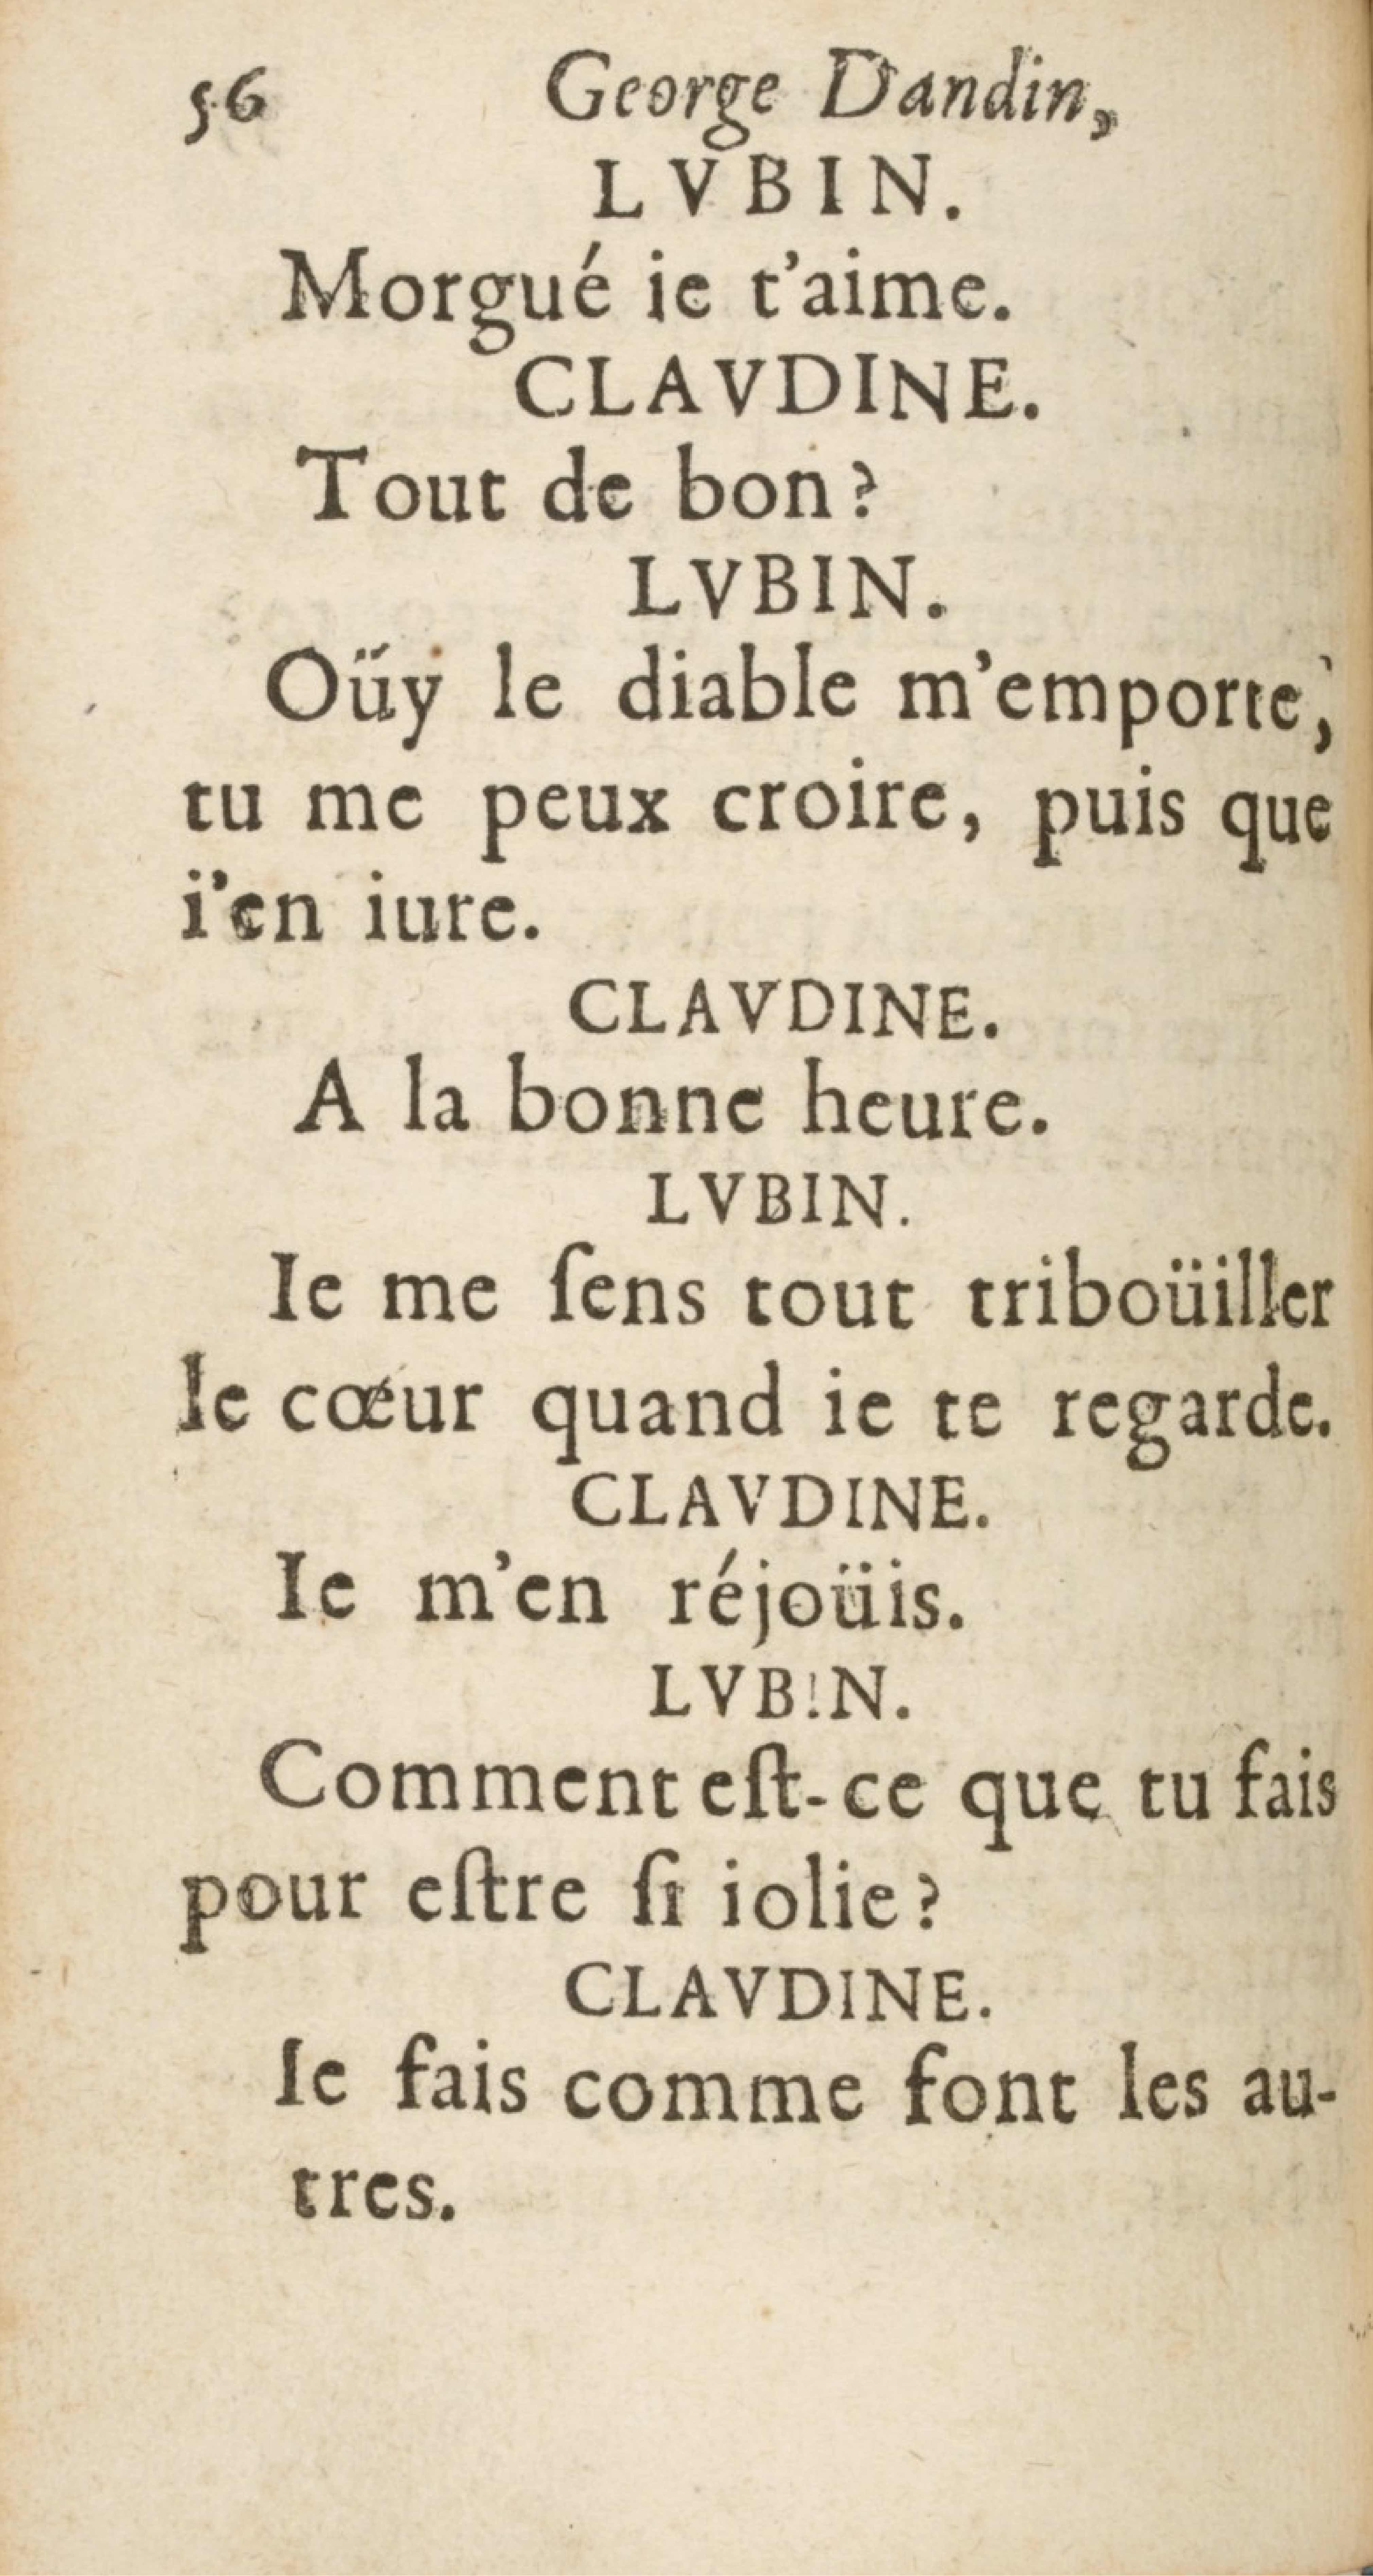 56 George Dandin,
LVBIN.
Morgué ie t'aime.
CLAVDINE.
Tout de bon?
LVBIN.
Oüy le diable m'emporte,
tu me peux croire, puis que
i'en iure.
CLAVDINE.
A la bonne heure.
LVBIN.
Ie me ſens tout triboüiller
le cœur quand ie te regarde.
CLAVDINE.
Ie m'en réjoüis.
LVBIN.
Comment eſt-ce que tu fais
pour eſtre ſi iolie?
CLAVDINE.
Ie fais comme font les au-
tres.